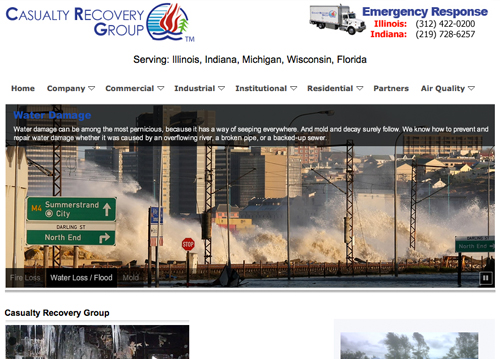 CASUALTY RECOVERY
GROUP
TM
Emergency Response
Illinois: (312) 422-0200
Indiana: (219) 728-6257
Serving: Illinois, Indiana, Michigan, Wisconsin, Florida
Home Company Commercial Industrial Institutional Residential Partners Air Quality
Water Damage
Water damage can be among the most pernicious, because it has a way of seeping everywhere. And mold and decay surely follow. We know how to prevent and
repair water damage whether it was caused by an overflowing river, a broken pipe, or a backed-up sewer.
M4 Summerstrand
City
DARLING ST
North End
STOP
North End
Fire Loss Water Loss / Flood Mold
Casualty Recovery Group